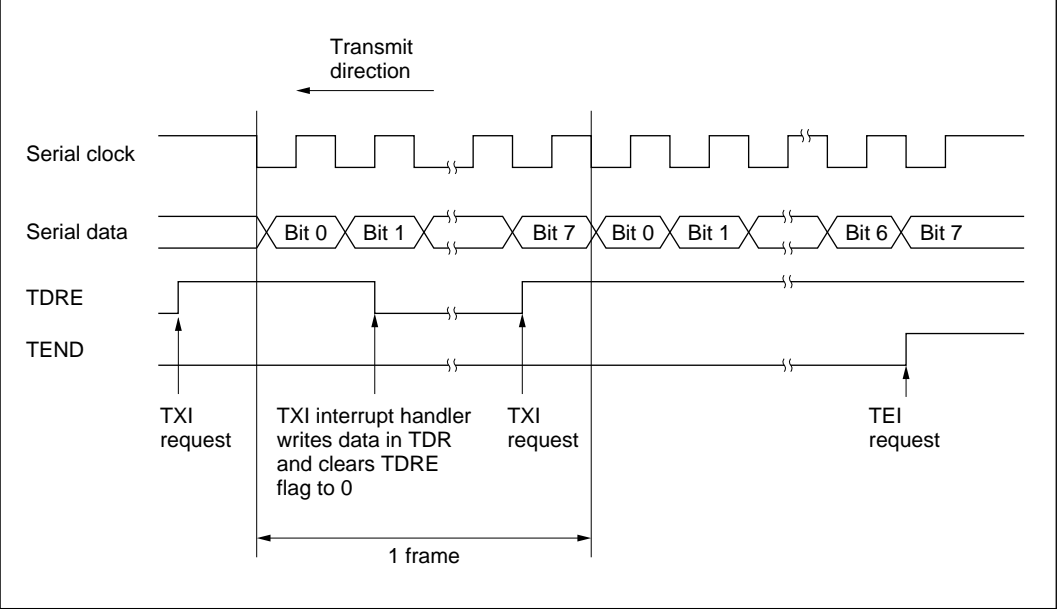 Transmit
direction
Serial clock
Serial data
Bit 0
Bit 1
Bit 7
Bit 0
Bit 1
Bit 6
Bit 7
TDRE
TEND
TXI
request
TXI interrupt handler
writes data in TDR
and clears TDRE
flag to 0
TXI
request
TEI
request
1 frame